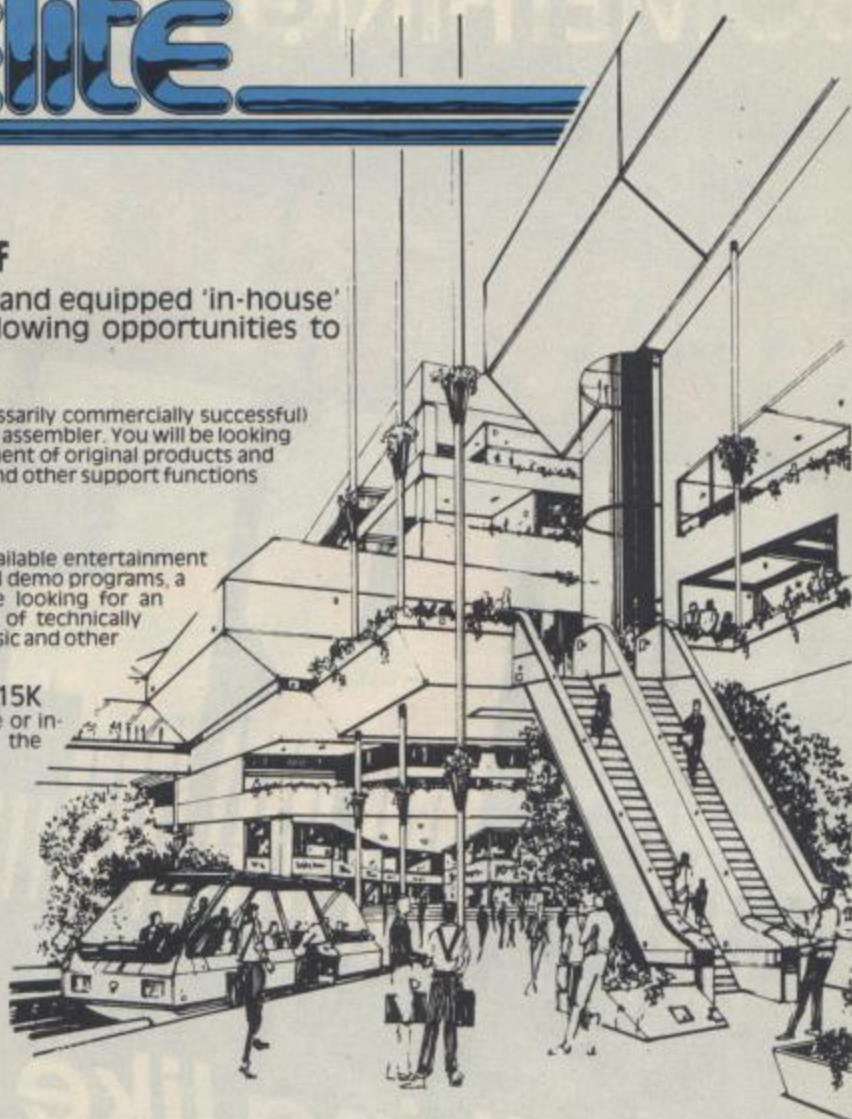 lite
f
and equipped 'in-house'
lowing opportunities to
ssarily commercially successful)
assembler. You will be looking
ent of original products and
nd other support functions
ailable entertainment
d demo programs, a
e looking for an
of technically
sic and other
15K
e or in-
the
like